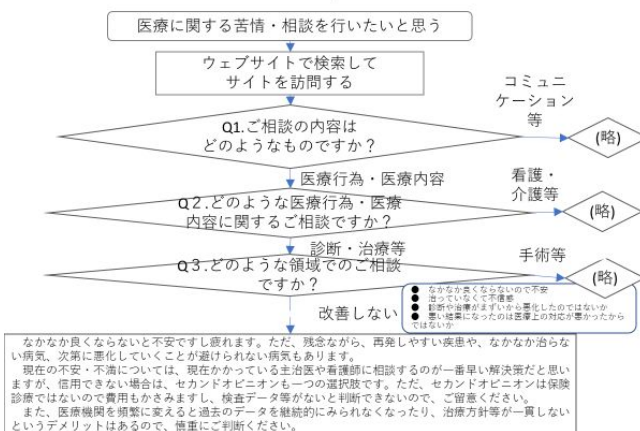 医療に関する苦情・相談を行いたいと思う
ウェブサイトで検索して
サイトを訪問する
コミュニ
ケーション
等
Q1.ご相談の内容は
どのようなものですか？
(略)
医療行為・医療内容
看護・
介護等
Q２.どのような医療行為・医療
内容に関するご相談ですか？
(略)
診断・治療等
手術等
Q３.どのような領域でのご相談
ですか？
(略)
改善しない
● なかなか良くならないので不安
● 治っていなくて不信感
● 診断や治療がまずいから悪化したのではないか
● 悪い結果になったのは医療上の対応が悪かったから
ではないか
なかなか良くならないと不安ですし疲れます。ただ、残念ながら、再発しやすい疾患や、なかなか治らな
い病気、次第に悪化していくことが避けられない病気もあります。
現在の不安・不満については、現在かかっている主治医や看護師に相談するのが一番早い解決策だと思い
ますが、信用できない場合は、セカンドオピニオンも一つの選択肢です。ただ、セカンドオピニオンは保険
診療ではないので費用もかさみますし、検査データ等がないと判断できないので、ご留意ください。
また、医療機関を頻繁に変えると過去のデータを継続的にみられなくなったり、治療方針等が一貫しない
というデメリットはあるので、慎重にご判断ください。